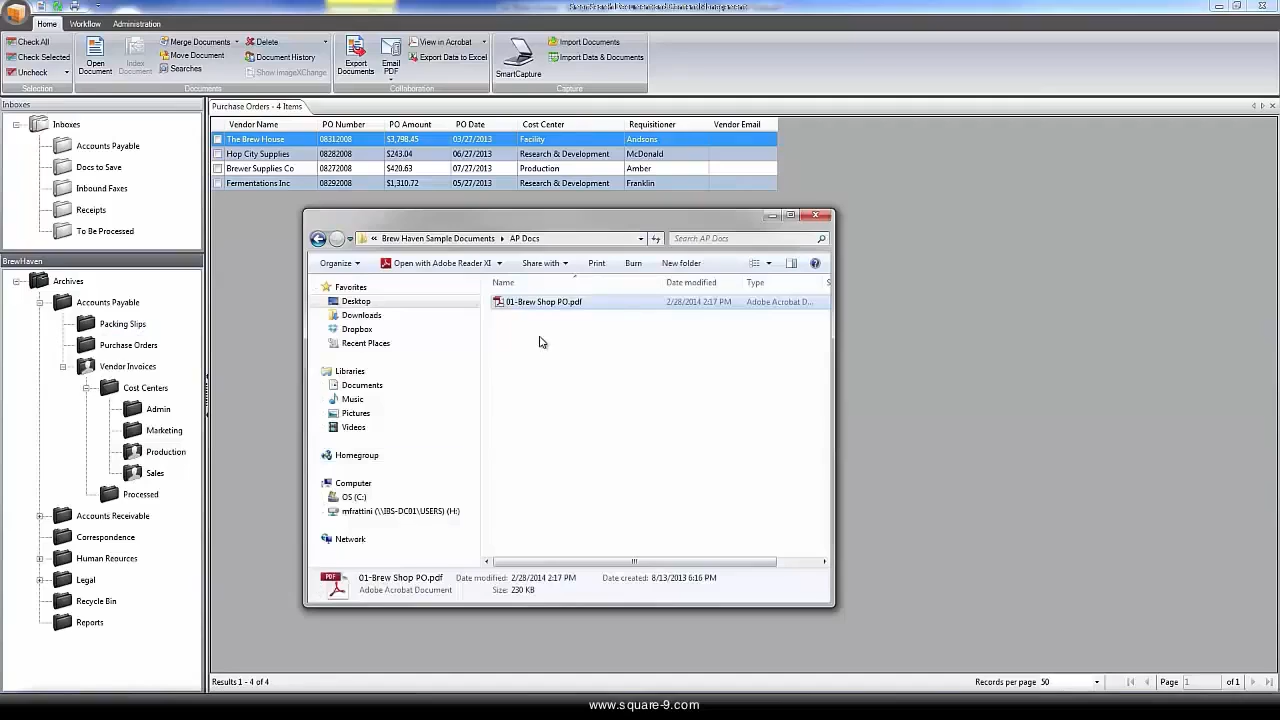 Home Workflow Administration
Check All
Check Selected
Uncheck
Selection
Open Document
Index Document
Merge Documents
Move Document
Searches
Delete
Document History
Show ImageXChange
Documents
Export Documents
Email PDF
View in Acrobat
Export Data to Excel
Collaboration
SmartCapture
Import Documents
Import Data & Documents
Capture
Inboxes
Inboxes
Accounts Payable
Docs to Save
Inbound Faxes
Receipts
To Be Processed
BrewHaven
Archives
Accounts Payable
Packing Slips
Purchase Orders
Vendor Invoices
Cost Centers
Admin
Marketing
Production
Sales
Processed
Accounts Receivable
Correspondence
Human Reources
Legal
Recycle Bin
Reports
Purchase Orders - 4 Items
Vendor Name PO Number PO Amount PO Date Cost Center Requisitioner Vendor Email
The Brew House 08312008 $3,798.45 03/27/2013 Facility Andsons
Hop City Supplies 08282008 $243.04 06/27/2013 Research & Development McDonald
Brewer Supplies Co 08272008 $420.63 07/27/2013 Production Amber
Fermentations Inc 08292008 $1,310.72 05/27/2013 Research & Development Franklin
« Brew Haven Sample Documents AP Docs Search AP Docs
Organize Open with Adobe Reader XI Share with Print Burn New folder
Favorites
Desktop
Downloads
Dropbox
Recent Places
Libraries
Documents
Music
Pictures
Videos
Homegroup
Computer
OS (C:)
mfrattini (\\IBS-DC01\USERS) (H:)
Network
Name Date modified Type S
01-Brew Shop PO.pdf 2/28/2014 2:17 PM Adobe Acrobat D...
PDF
01-Brew Shop PO.pdf Date modified: 2/28/2014 2:17 PM Date created: 8/13/2013 6:16 PM
Adobe Acrobat Document Size: 230 KB
Results 1 - 4 of 4 Records per page 50 Page 1 of 1
www.square-9.com